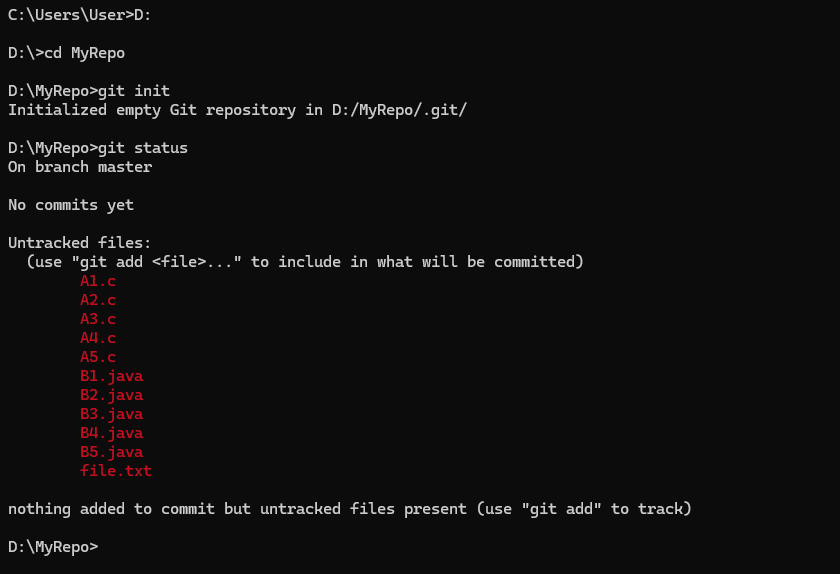 C:\Users\User>D:
D:\>cd MyRepo
D:\MyRepo>git init
Initialized empty Git repository in D:/MyRepo/.git/
D:\MyRepo>git status
On branch master
No commits yet
Untracked files:
(use "git add <file>..." to include in what will be committed)
A1.c
A2.c
A3.c
A4.c
A5.c
B1.java
B2.java
B3.java
B4.java
B5.java
file.txt
nothing added to commit but untracked files present (use "git add" to track)
D:\MyRepo>